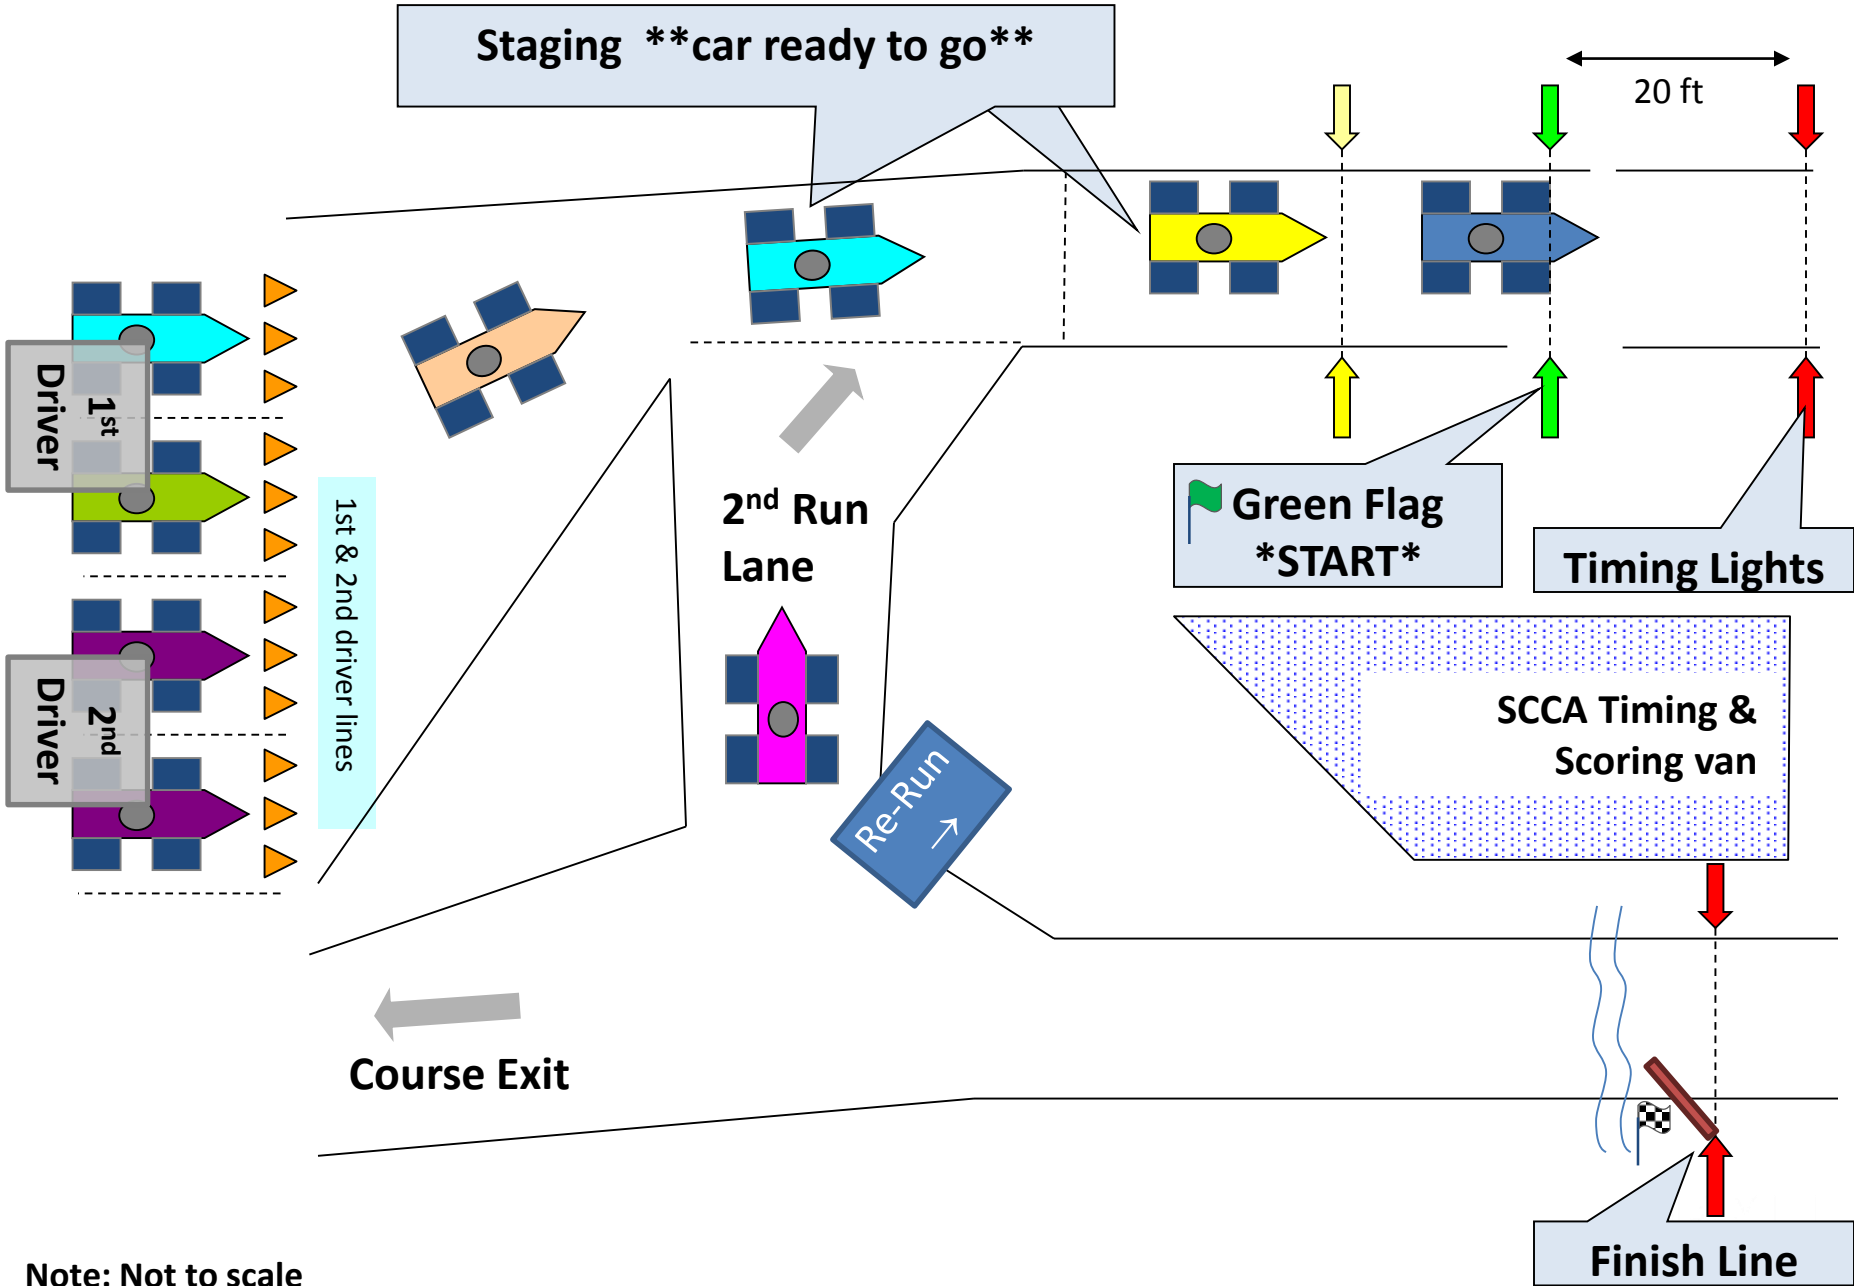 Staging **car ready to go**
20 ft
1st
Driver
2nd
Driver
1st & 2nd driver lines
2nd Run
Lane
Green Flag
*START*
Timing Lights
SCCA Timing &
Scoring van
Re-Run
→
Course Exit
Finish Line
Note: Not to scale